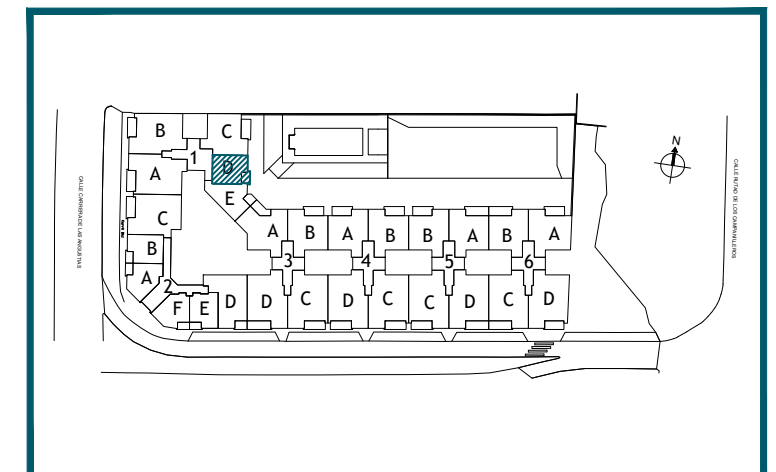 N
B
C
1
D
A
E
C
A B A B B A B A
B
3 4 5 6
A
2
F E D D C D C C D C D
CALLE CARRERA DE LAS ANGUSTIAS
CALLE RUTAS DE LOS CAMPANILLEROS